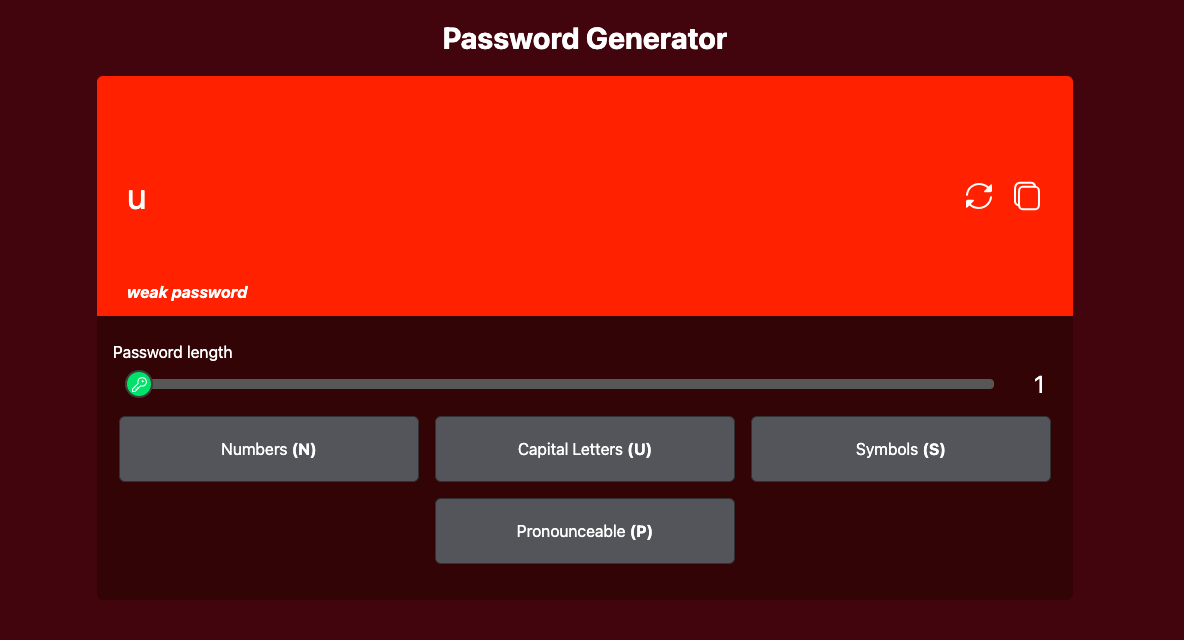 Password Generator
u
weak password
Password length
1
Numbers (N)
Capital Letters (U)
Symbols (S)
Pronounceable (P)